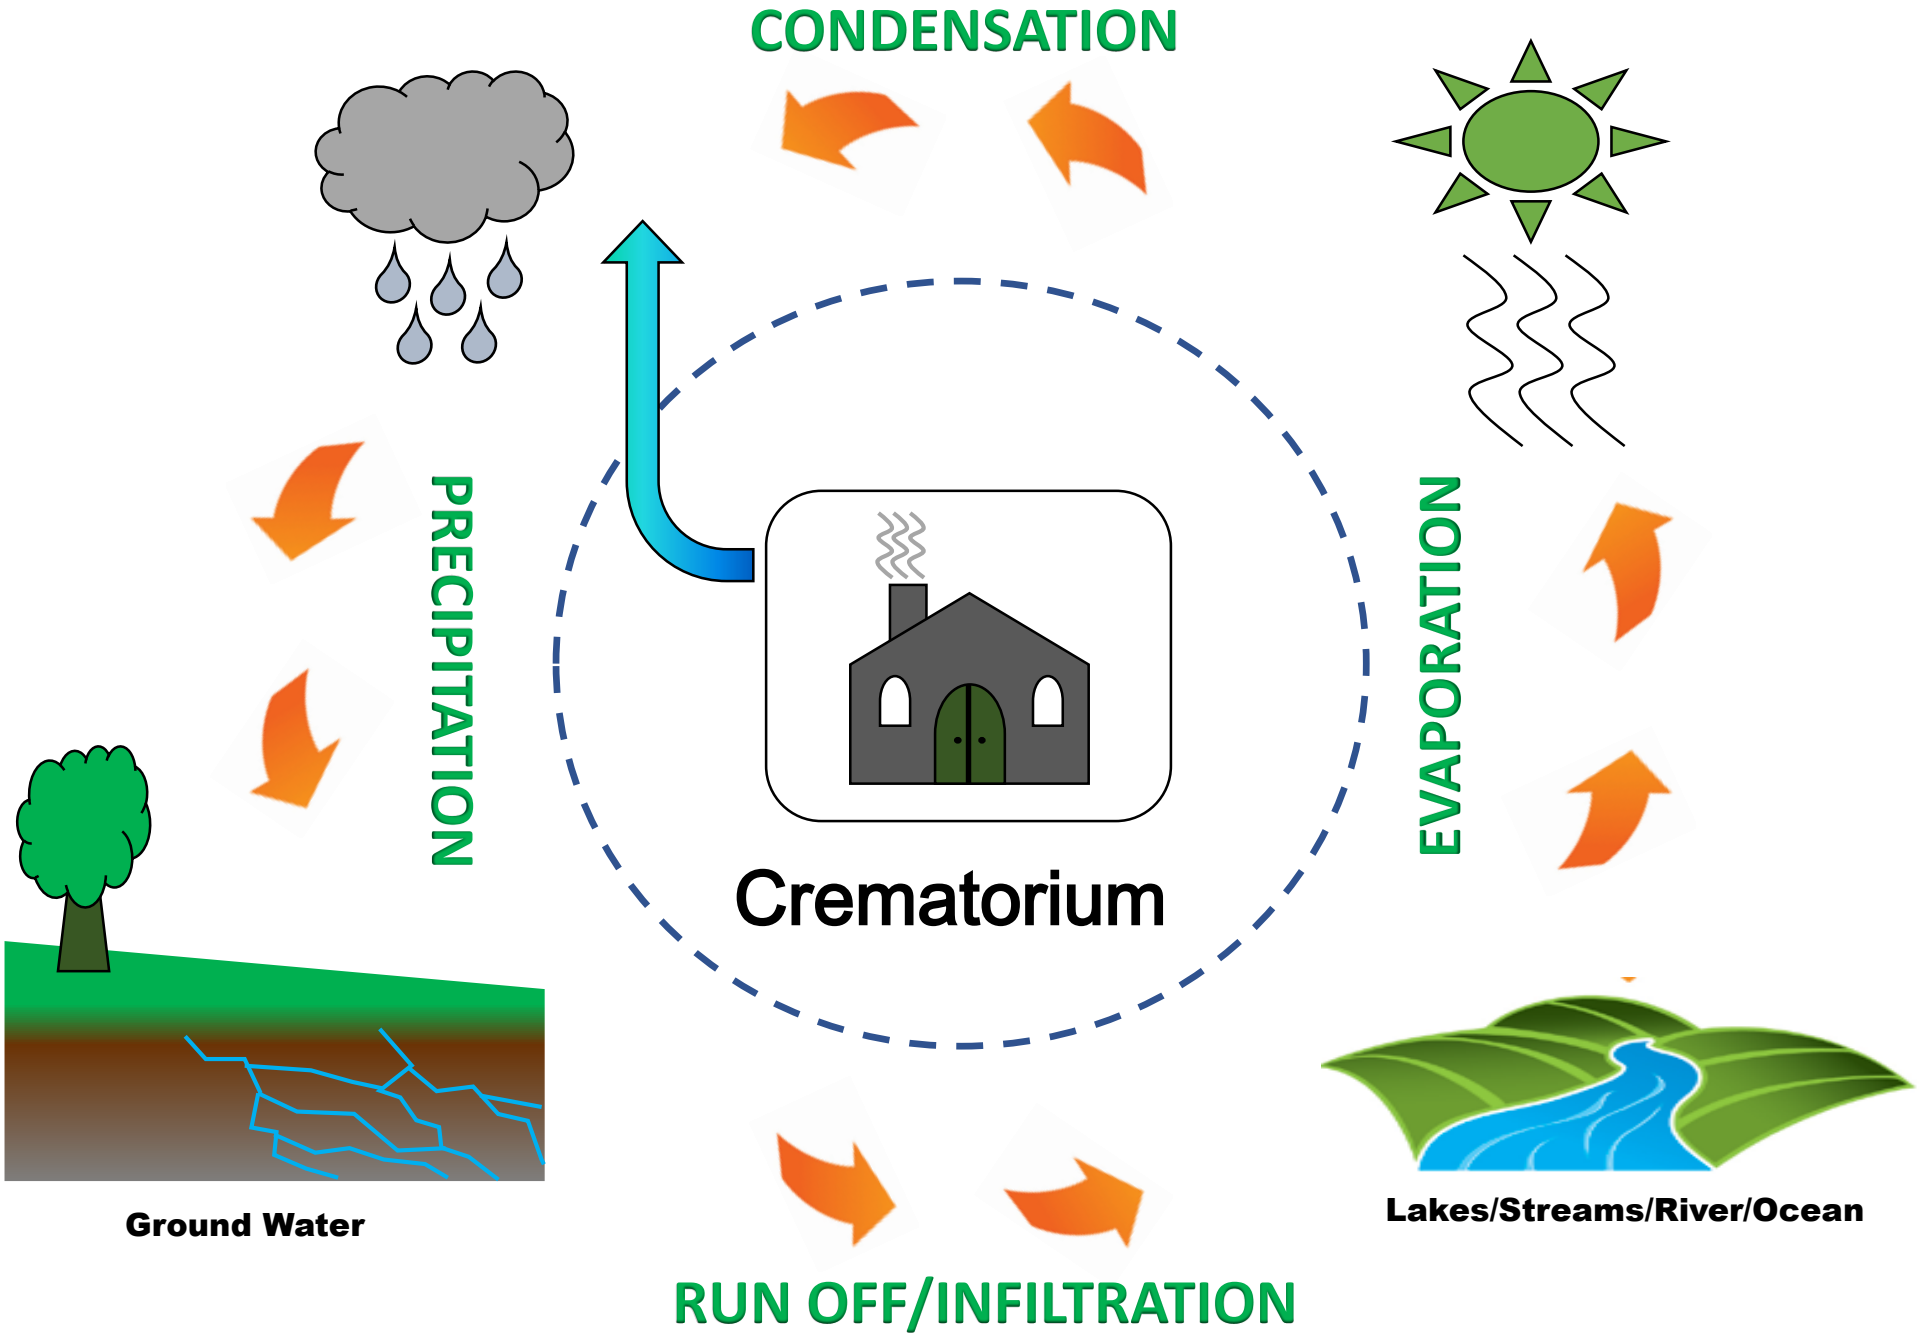 CONDENSATION
PRECIPITATION
EVAPORATION
Crematorium
Ground Water
Lakes/Streams/River/Ocean
RUN OFF/INFILTRATION